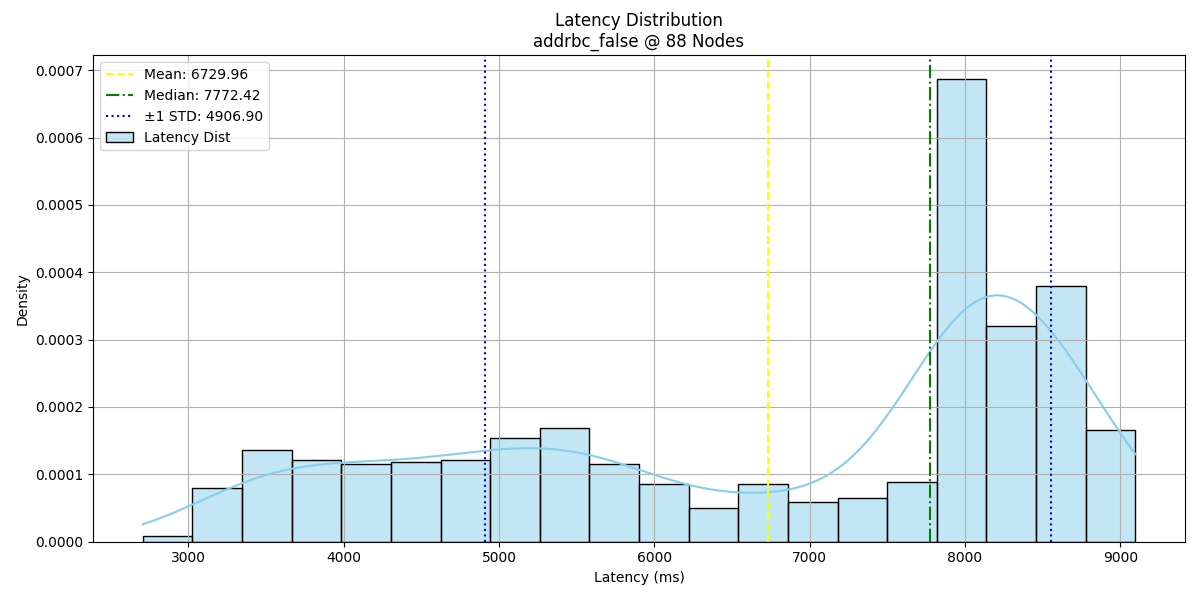 Latency Distribution
addrbc_false @ 88 Nodes
Mean: 6729.96
Median: 7772.42
±1 STD: 4906.90
Latency Dist
Density
0.0007
0.0006
0.0005
0.0004
0.0003
0.0002
0.0001
0.0000
3000 4000 5000 6000 7000 8000 9000
Latency (ms)